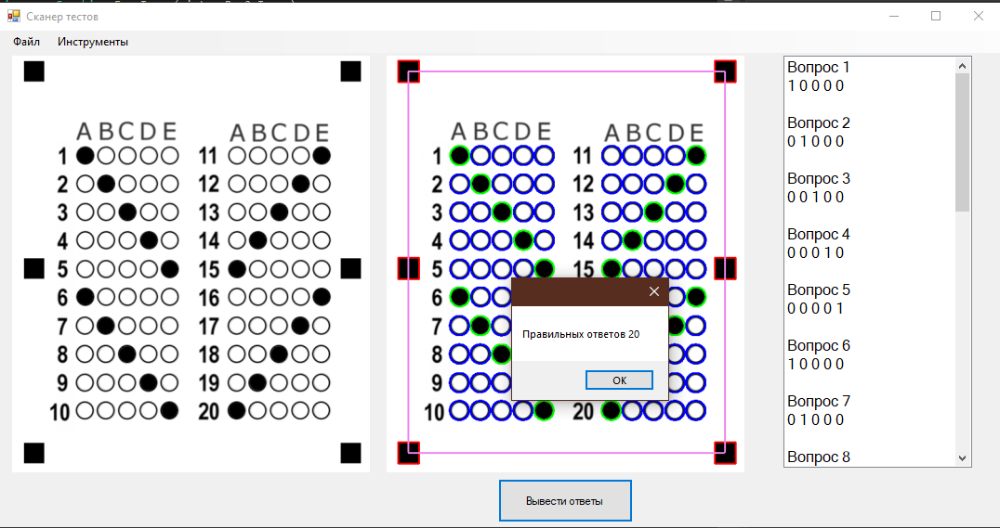 Сканер тестов
Файл Инструменты
A B C D E A B C D E
1 11
2 12
3 13
4 14
5 15
6 16
7 17
8 18
9 19
10 20
A B C D E A B C D E
1 11
2 12
3 13
4 14
5 15
6
7
8
9
10 20
Правильных ответов 20
OK
Вопрос 1
1 0 0 0 0
Вопрос 2
0 1 0 0 0
Вопрос 3
0 0 1 0 0
Вопрос 4
0 0 0 1 0
Вопрос 5
0 0 0 0 1
Вопрос 6
1 0 0 0 0
Вопрос 7
0 1 0 0 0
Вопрос 8
Вывести ответы